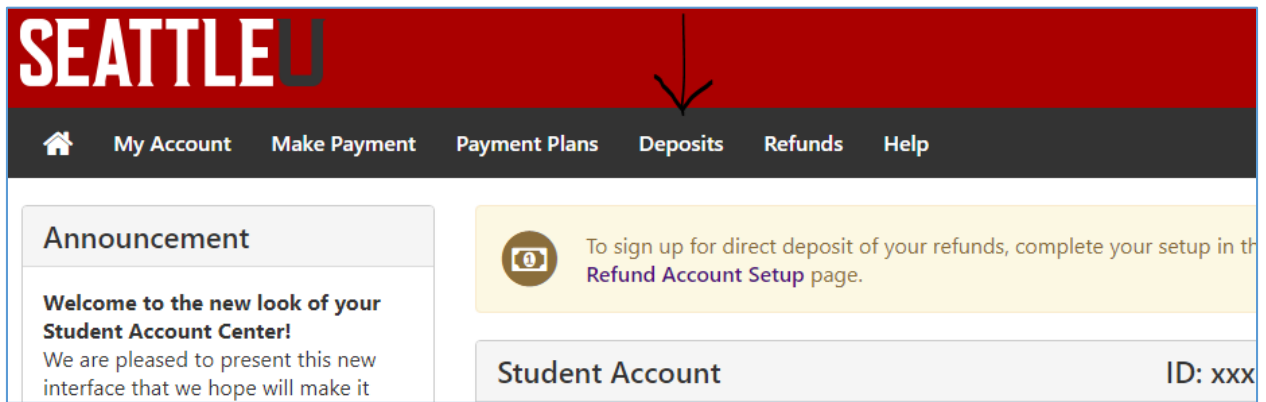 SEATTLEU
My Account Make Payment Payment Plans Deposits Refunds Help
Announcement
Welcome to the new look of your
Student Account Center!
We are pleased to present this new
interface that we hope will make it
To sign up for direct deposit of your refunds, complete your setup in th
Refund Account Setup page.
Student Account ID: xxx